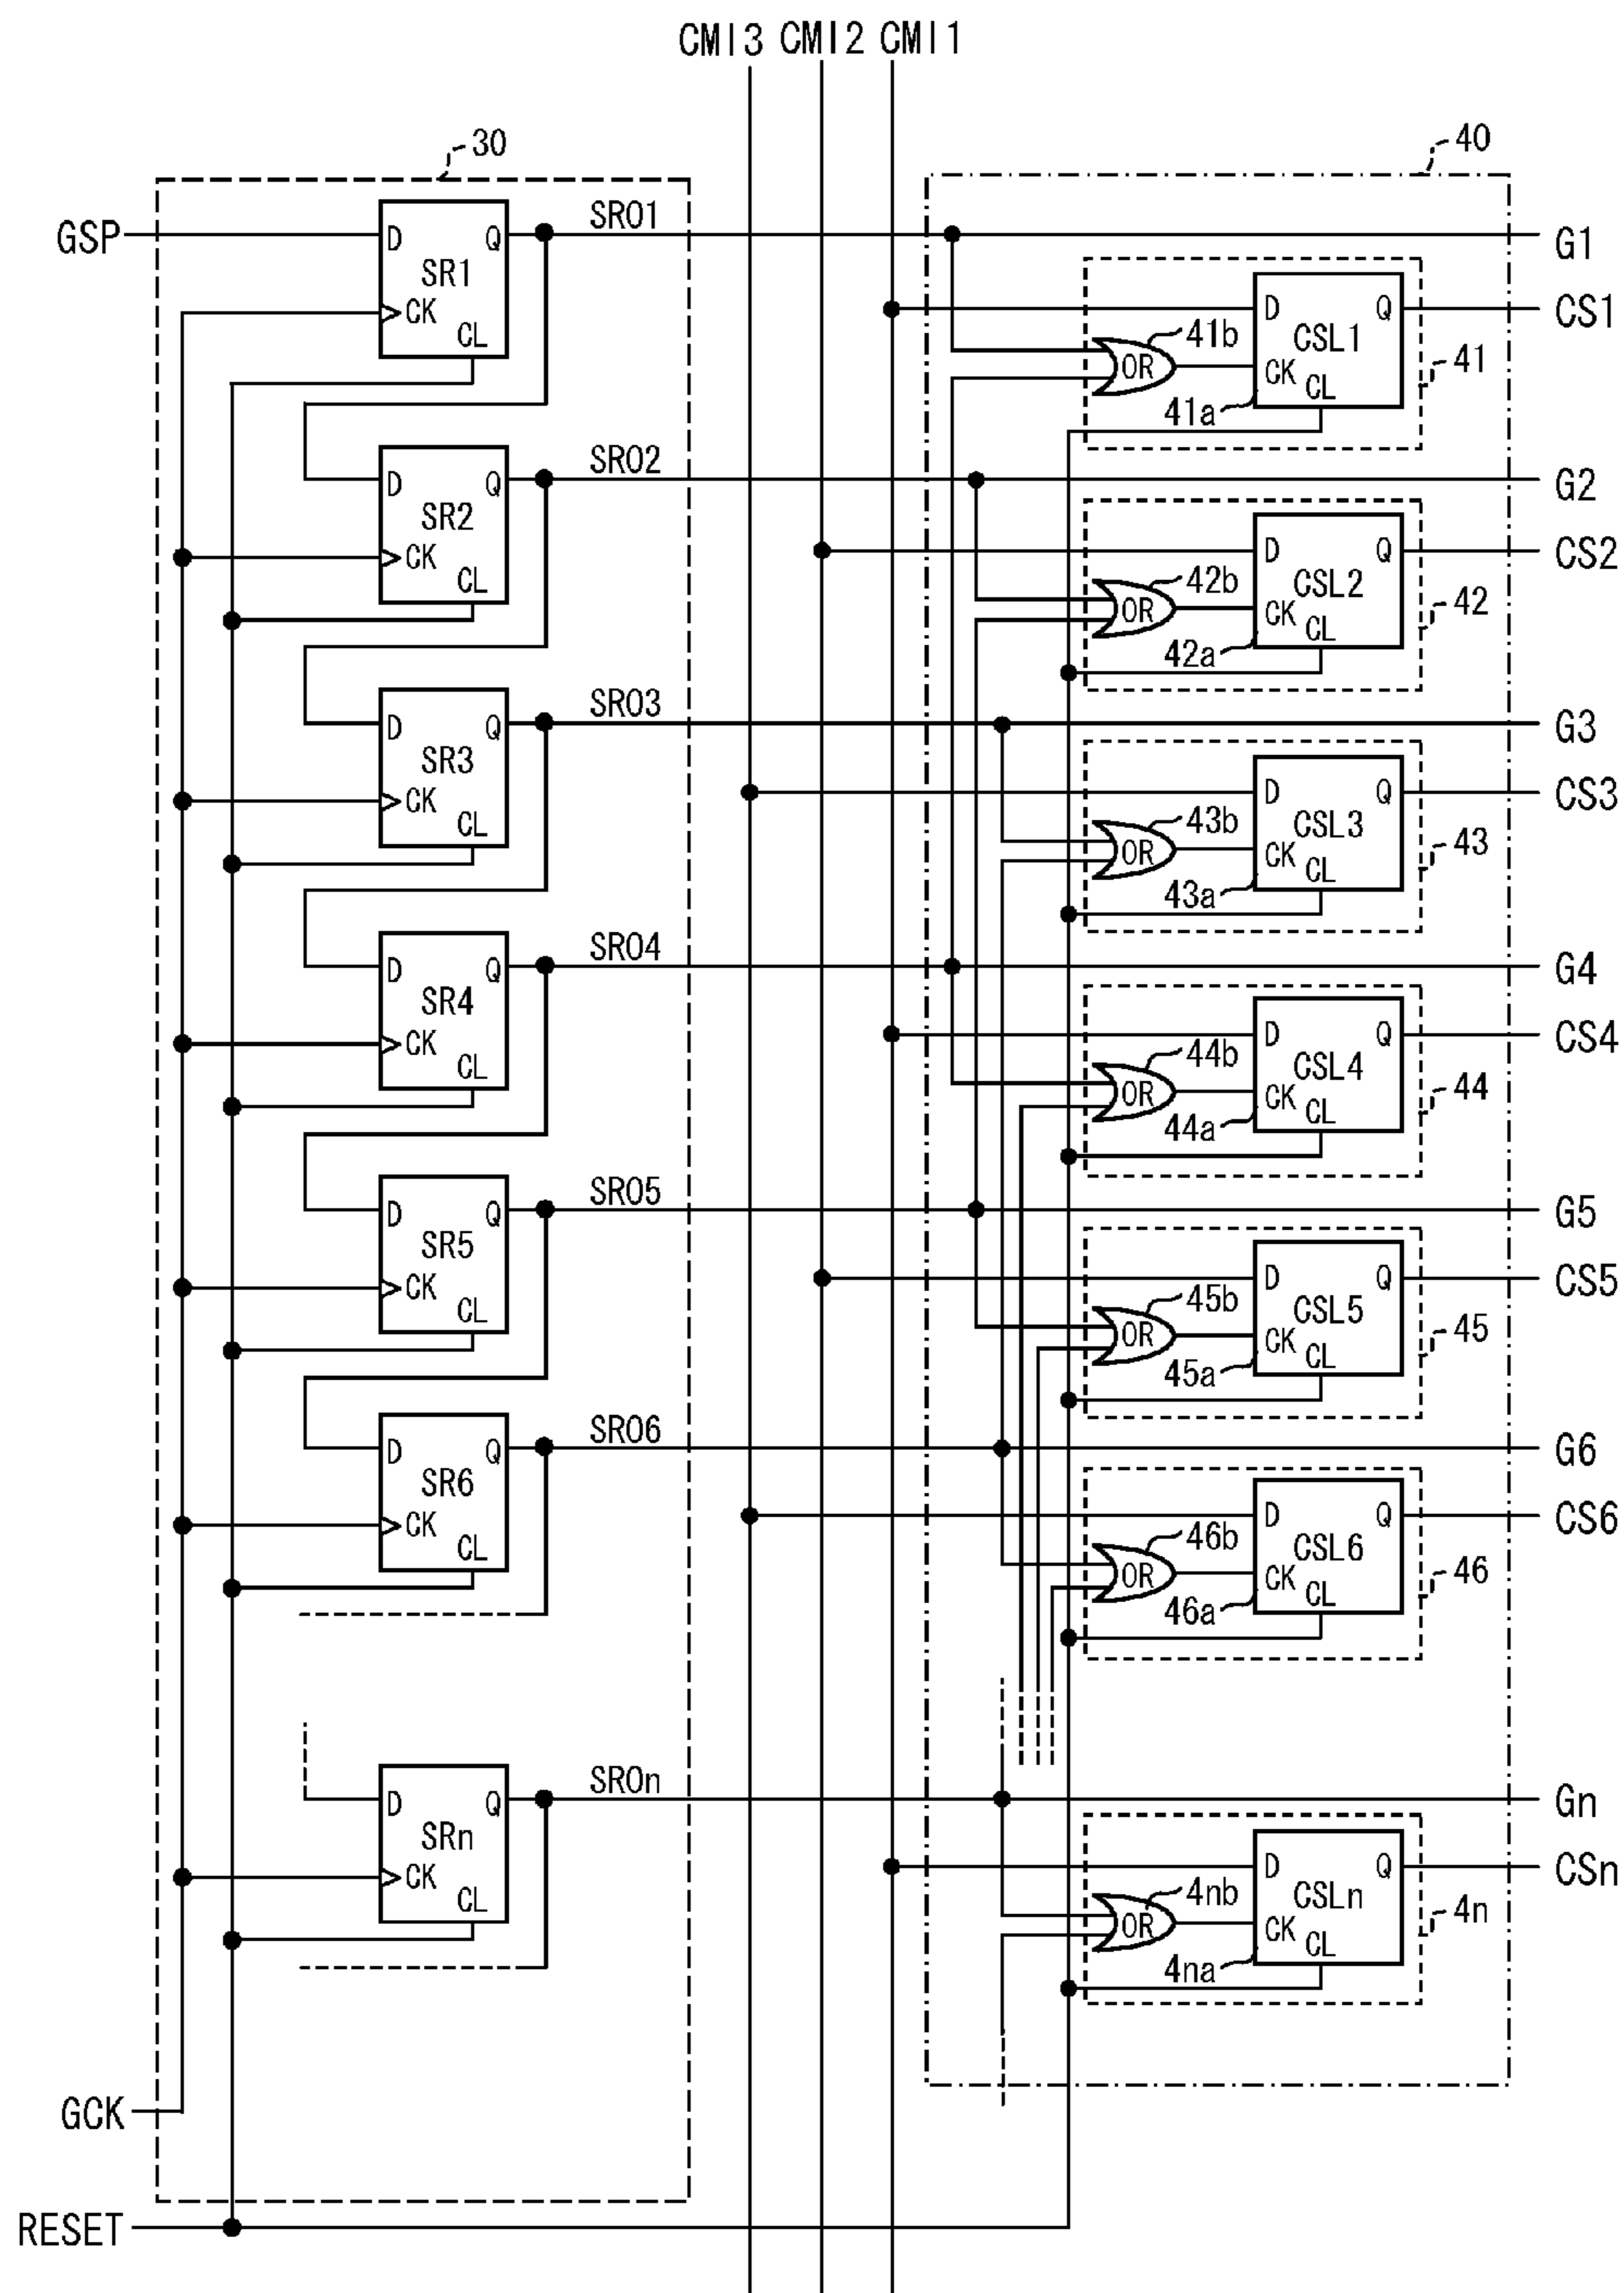 CMI3 CMI2 CMI1
30
40
GSP
D Q
SR1
CK
CL
SRO1
G1
D Q
CSL1
CK
CL
OR
41b
41a
41
CS1
D Q
SR2
CK
CL
SRO2
G2
D Q
CSL2
CK
CL
OR
42b
42a
42
CS2
D Q
SR3
CK
CL
SRO3
G3
D Q
CSL3
CK
CL
OR
43b
43a
43
CS3
D Q
SR4
CK
CL
SRO4
G4
D Q
CSL4
CK
CL
OR
44b
44a
44
CS4
D Q
SR5
CK
CL
SRO5
G5
D Q
CSL5
CK
CL
OR
45b
45a
45
CS5
D Q
SR6
CK
CL
SRO6
G6
D Q
CSL6
CK
CL
OR
46b
46a
46
CS6
D Q
SRn
CK
CL
SROn
Gn
D Q
CSLn
CK
CL
OR
4nb
4na
4n
CSn
GCK
RESET